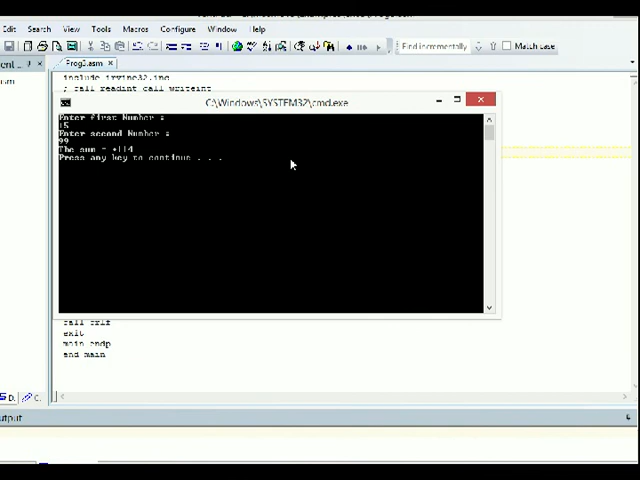 Edit Search View Tools Macros Configure Window Help
Find incrementally Match case
Prog5.asm
include irvine32.inc
; call readint call writeint
C:\Windows\SYSTEM32\cmd.exe
Enter first Number :
15
Enter second Number :
99
The sum = +114
Press any key to continue . . .
call crlf
exit
main endp
end main
D. C.